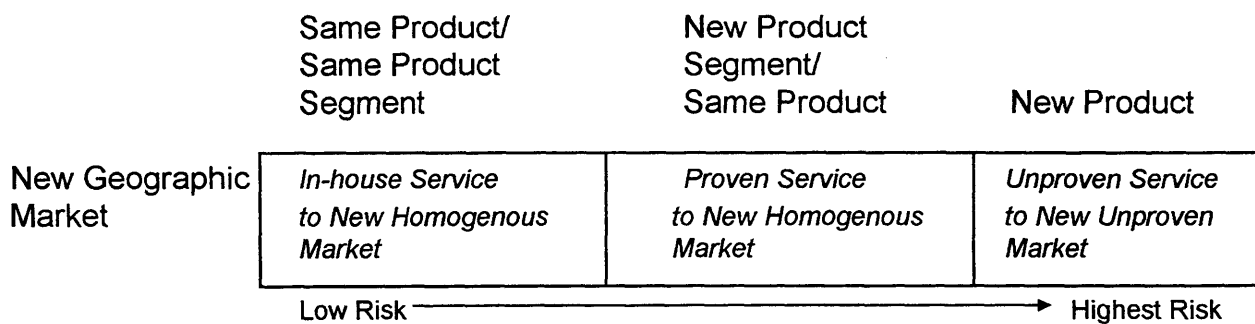 Same Product/
Same Product
Segment
New Product
Segment/
Same Product
New Product
New Geographic
Market
In-house Service
to New Homogenous
Market
Proven Service
to New Homogenous
Market
Unproven Service
to New Unproven
Market
Low Risk
Highest Risk